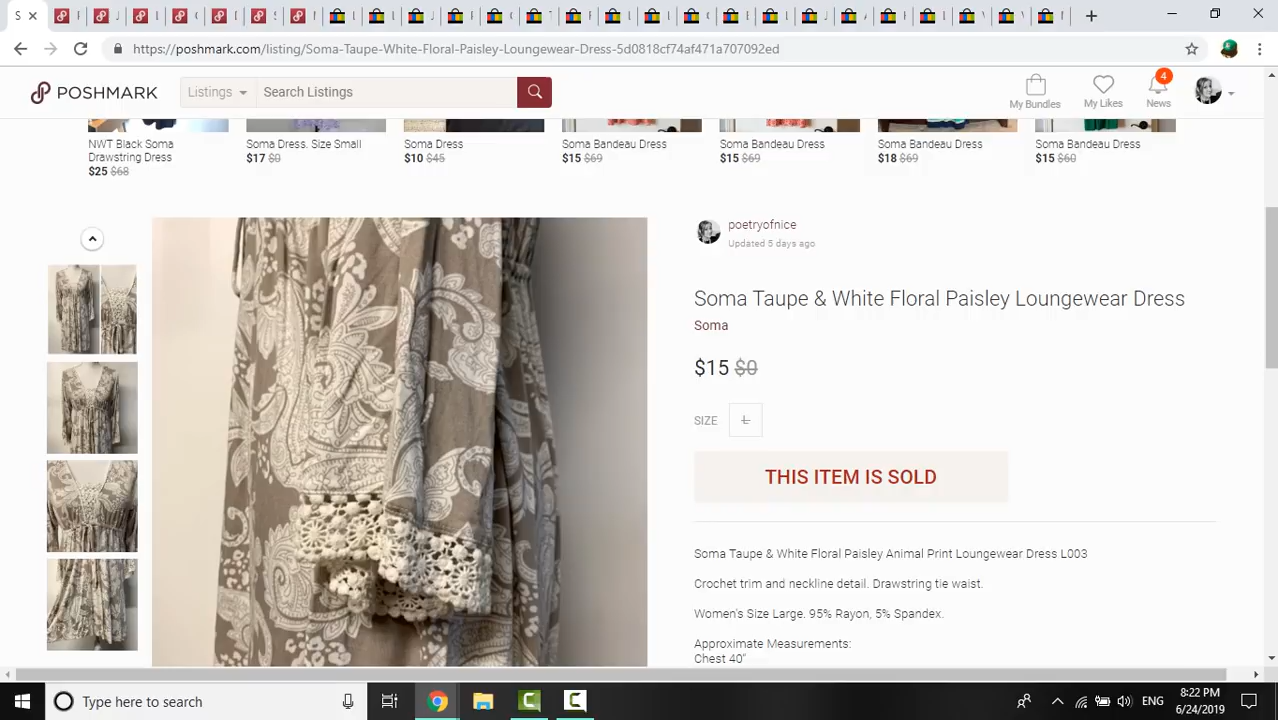 https://poshmark.com/listing/Soma-Taupe-White-Floral-Paisley-Loungewear-Dress-5d0818cf74af471a707092ed
POSHMARK
Listings
Search Listings
My Bundles
My Likes
4
News
NWT Black Soma
Drawstring Dress
$25 $68
Soma Dress. Size Small
$17 $0
Soma Dress
$10 $45
Soma Bandeau Dress
$15 $69
Soma Bandeau Dress
$15 $69
Soma Bandeau Dress
$18 $69
Soma Bandeau Dress
$15 $60
poetryofnice
Updated 5 days ago
Soma Taupe & White Floral Paisley Loungewear Dress
Soma
$15 $0
SIZE L
THIS ITEM IS SOLD
Soma Taupe & White Floral Paisley Animal Print Loungewear Dress L003
Crochet trim and neckline detail. Drawstring tie waist.
Women's Size Large. 95% Rayon, 5% Spandex.
Approximate Measurements:
Chest 40"
Type here to search
ENG
8:22 PM
6/24/2019